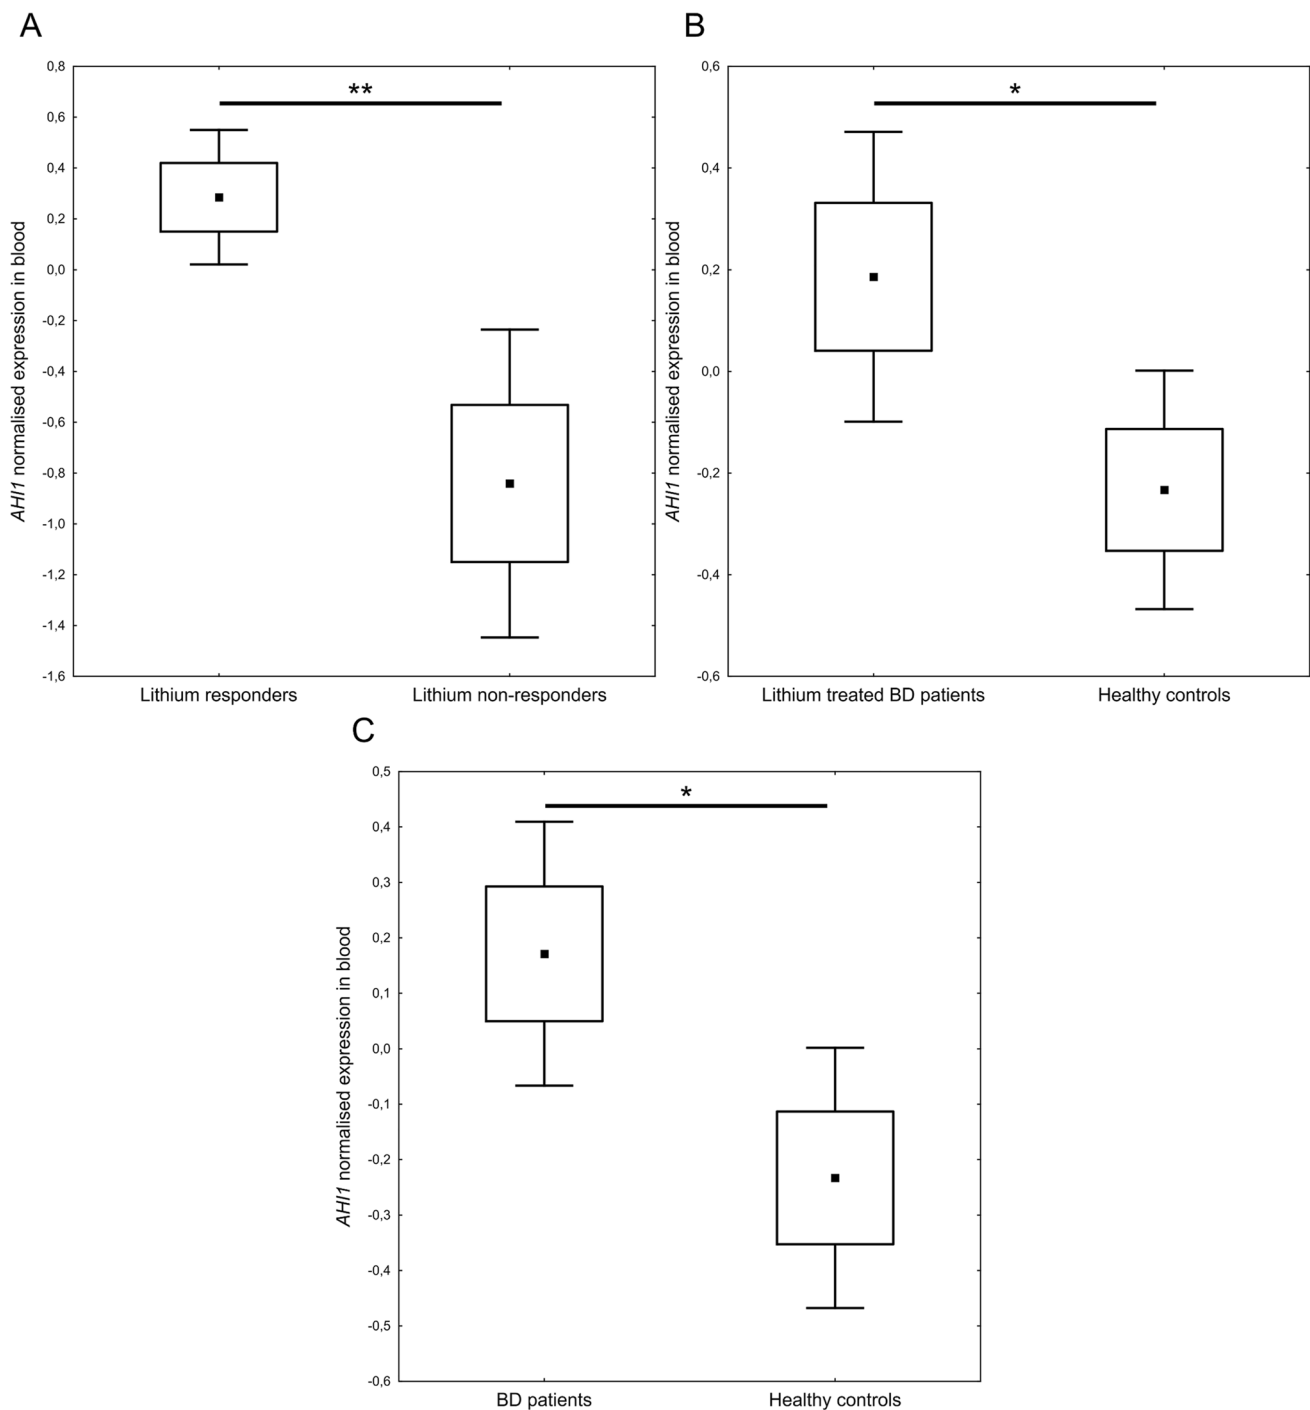 A
**
AHI1 normalised expression in blood
0,8
0,6
0,4
0,2
0,0
-0,2
-0,4
-0,6
-0,8
-1,0
-1,2
-1,4
-1,6
Lithium responders
Lithium non-responders
B
*
AHI1 normalised expression in blood
0,6
0,4
0,2
0,0
-0,2
-0,4
-0,6
Lithium treated BD patients
Healthy controls
C
*
AHI1 normalised expression in blood
0,5
0,4
0,3
0,2
0,1
0,0
-0,1
-0,2
-0,3
-0,4
-0,5
-0,6
BD patients
Healthy controls